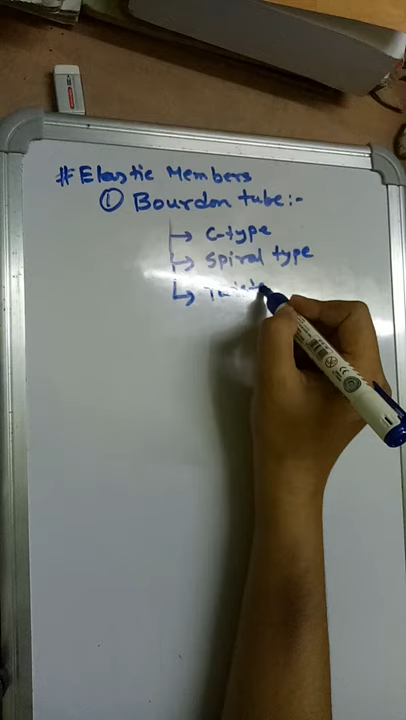 # Elastic Members
① Bourdon tube:-
→ C-type
→ Spiral type